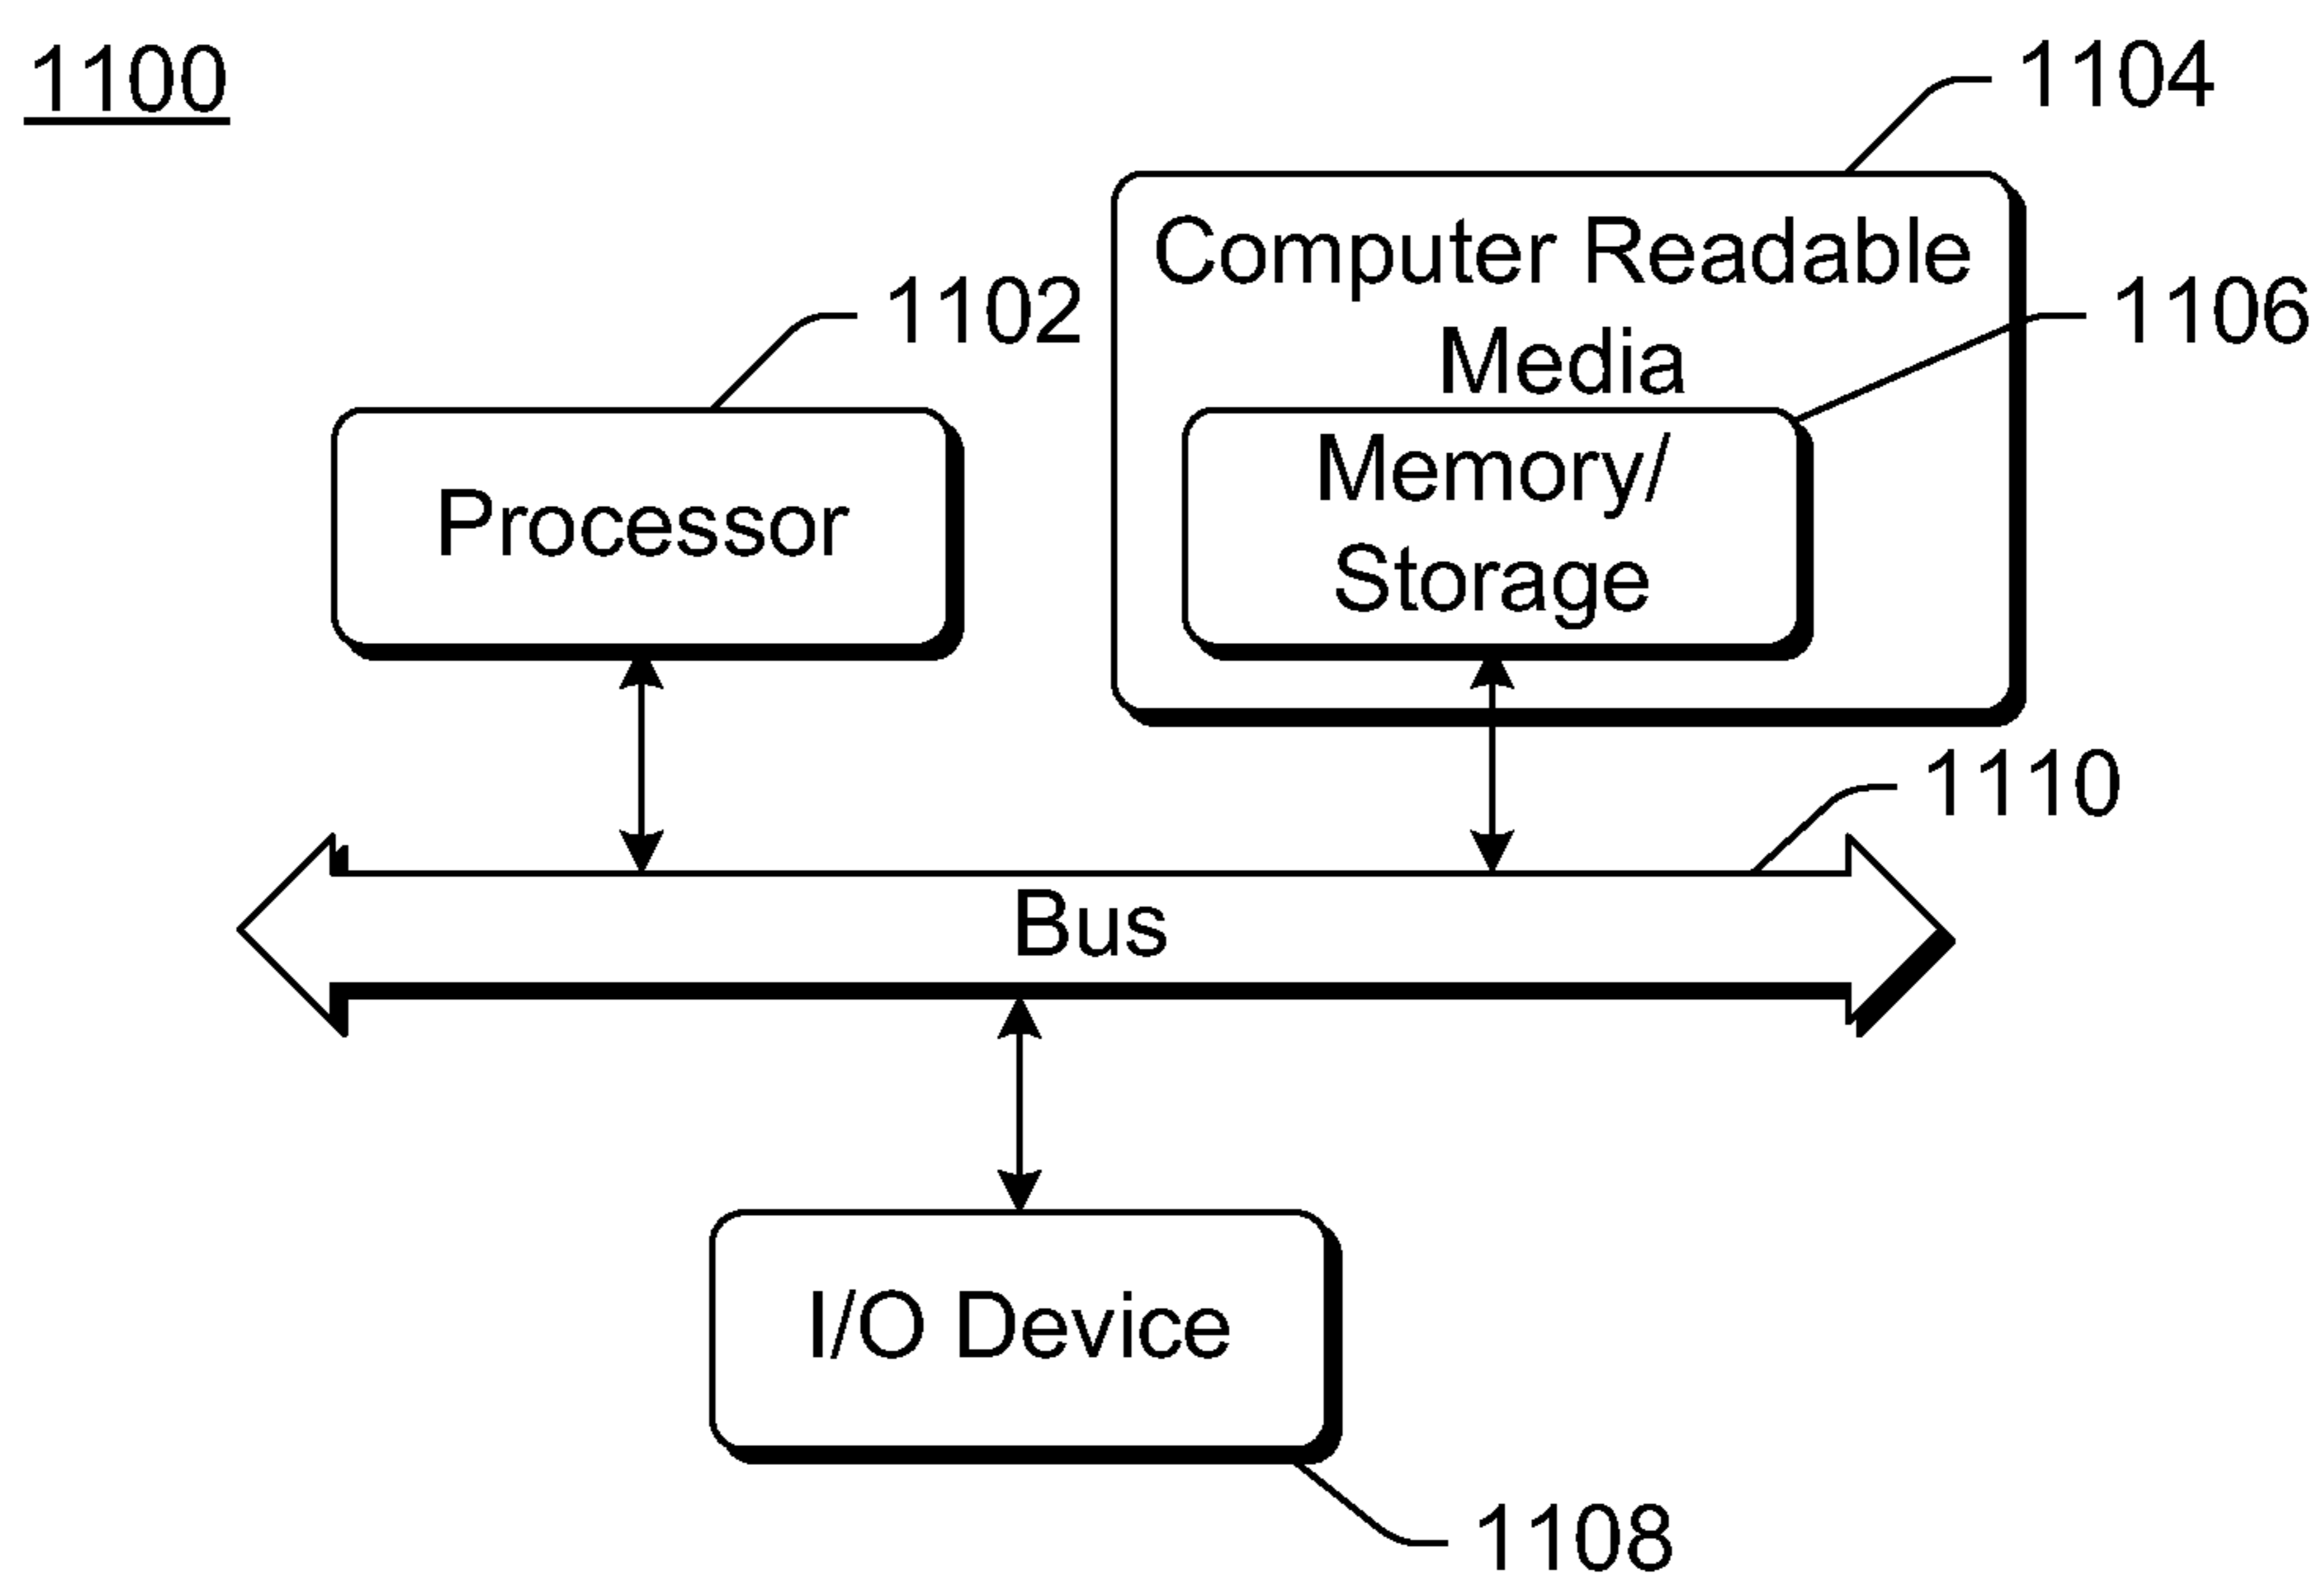 1100
1104
Computer Readable
Media
1106
1102
Memory/
Storage
Processor
1110
Bus
I/O Device
1108